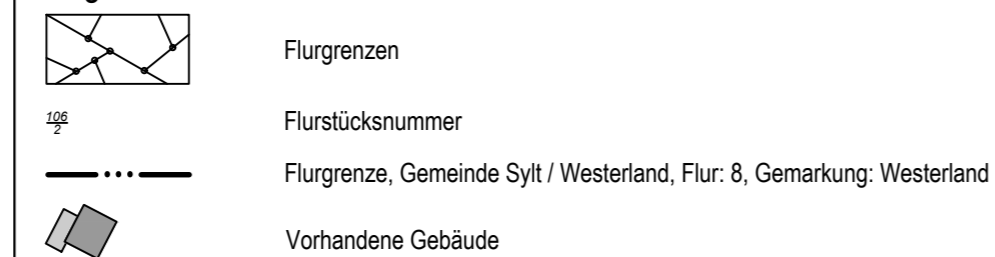 Flurgrenzen
106
2
Flurstücksnummer
Flurgrenze, Gemeinde Sylt / Westerland, Flur: 8, Gemarkung: Westerland
Vorhandene Gebäude